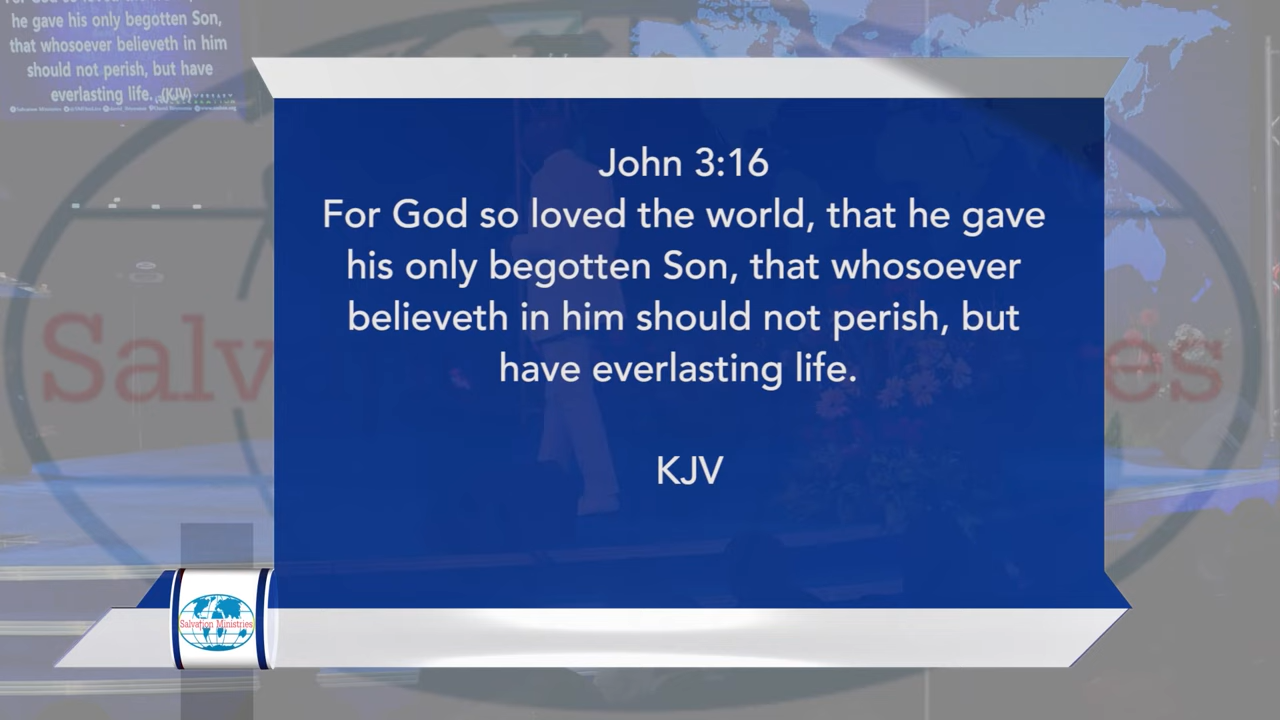 he gave his only begotten Son,
that whosoever believeth in him
should not perish, but have
everlasting life. (KJV)
John 3:16
For God so loved the world, that he gave
his only begotten Son, that whosoever
believeth in him should not perish, but
have everlasting life.
KJV
Salv
es
Salvation Ministries